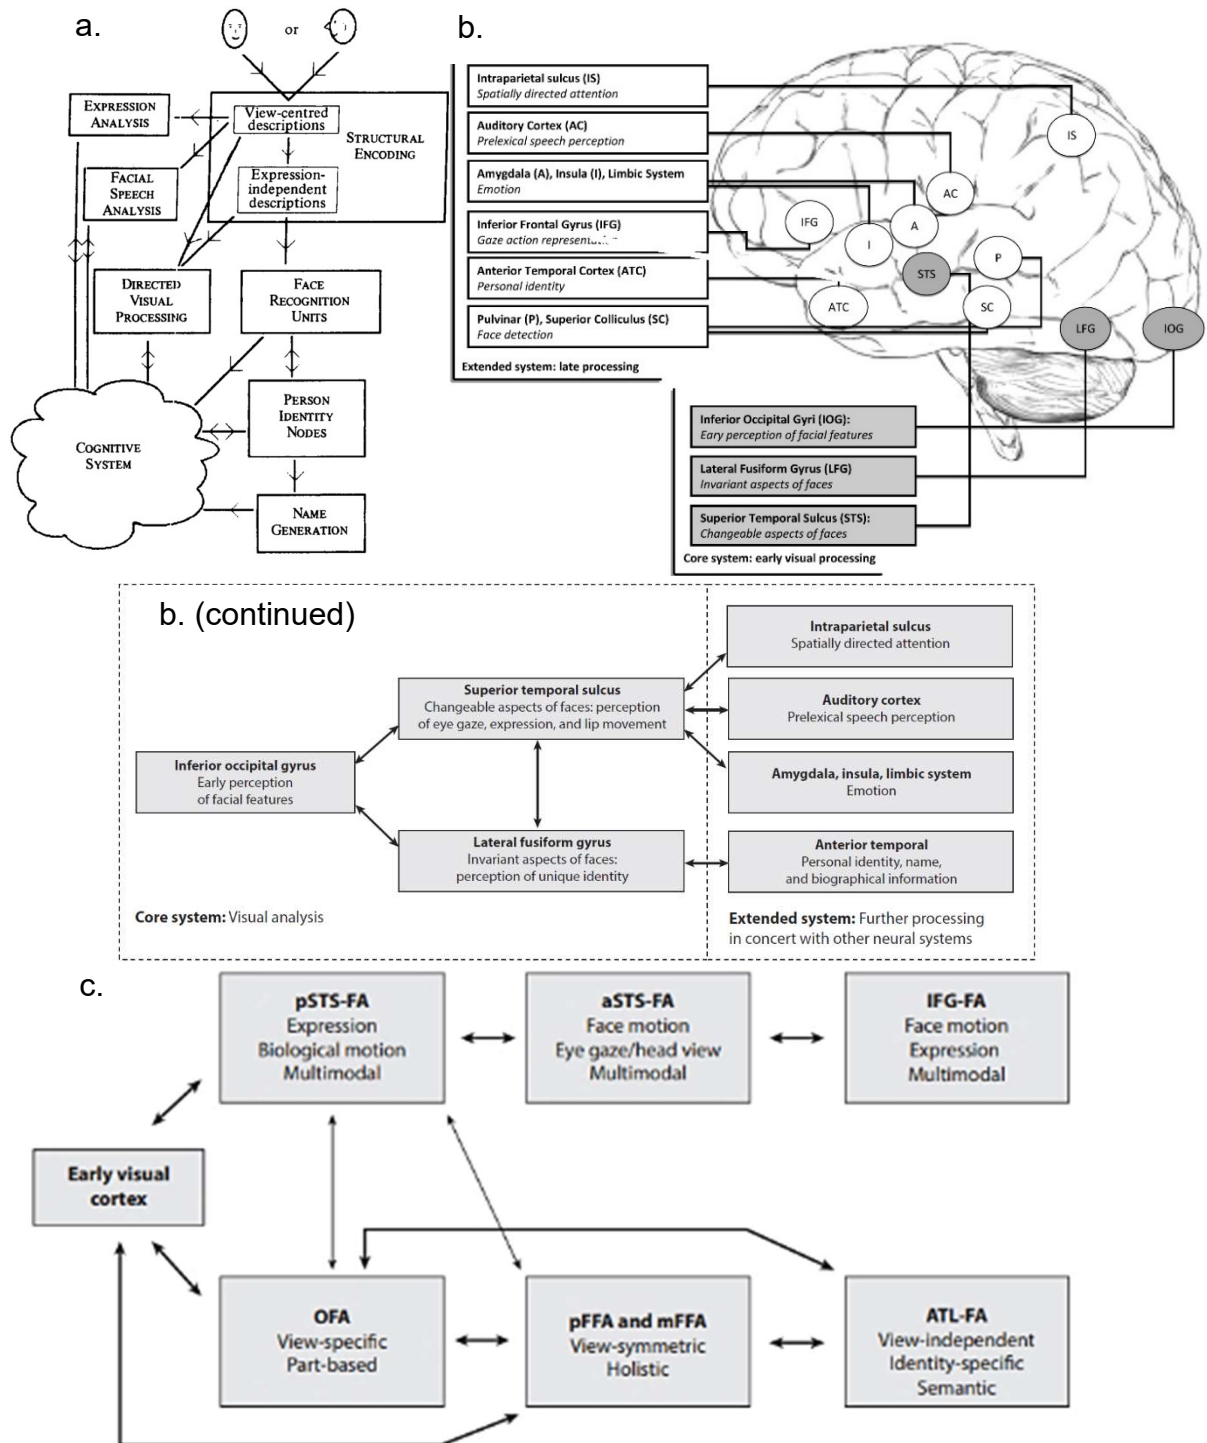 a.
or
EXPRESSION
ANALYSIS
View-centred
descriptions
STRUCTURAL
ENCODING
FACIAL
SPEECH
ANALYSIS
Expression-
independent
descriptions
DIRECTED
VISUAL
PROCESSING
FACE
RECOGNITION
UNITS
PERSON
IDENTITY
NODES
COGNITIVE
SYSTEM
NAME
GENERATION
b.
Intraparietal sulcus (IS)
Spatially directed attention
Auditory Cortex (AC)
Prelexical speech perception
Amygdala (A), Insula (I), Limbic System
Emotion
Inferior Frontal Gyrus (IFG)
Gaze action
Anterior Temporal Cortex (ATC)
Personal identity
Pulvinar (P), Superior Colliculus (SC)
Face detection
Extended system: late processing
IS
AC
IFG
A
I
P
STS
ATC
SC
LFG
IOG
Inferior Occipital Gyri (IOG):
Eary perception of facial features
Lateral Fusiform Gyrus (LFG)
Invariant aspects of faces
Superior Temporal Sulcus (STS):
Changeable aspects of faces
Core system: early visual processing
b. (continued)
Intraparietal sulcus
Spatially directed attention
Superior temporal sulcus
Changeable aspects of faces: perception
of eye gaze, expression, and lip movement
Auditory cortex
Prelexical speech perception
Inferior occipital gyrus
Early perception
of facial features
Amygdala, insula, limbic system
Emotion
Lateral fusiform gyrus
Invariant aspects of faces:
perception of unique identity
Anterior temporal
Personal identity, name,
and biographical information
Core system: Visual analysis
Extended system: Further processing
in concert with other neural systems
c.
pSTS-FA
Expression
Biological motion
Multimodal
aSTS-FA
Face motion
Eye gaze/head view
Multimodal
IFG-FA
Face motion
Expression
Multimodal
Early visual
cortex
OFA
View-specific
Part-based
pFFA and mFFA
View-symmetric
Holistic
ATL-FA
View-independent
Identity-specific
Semantic